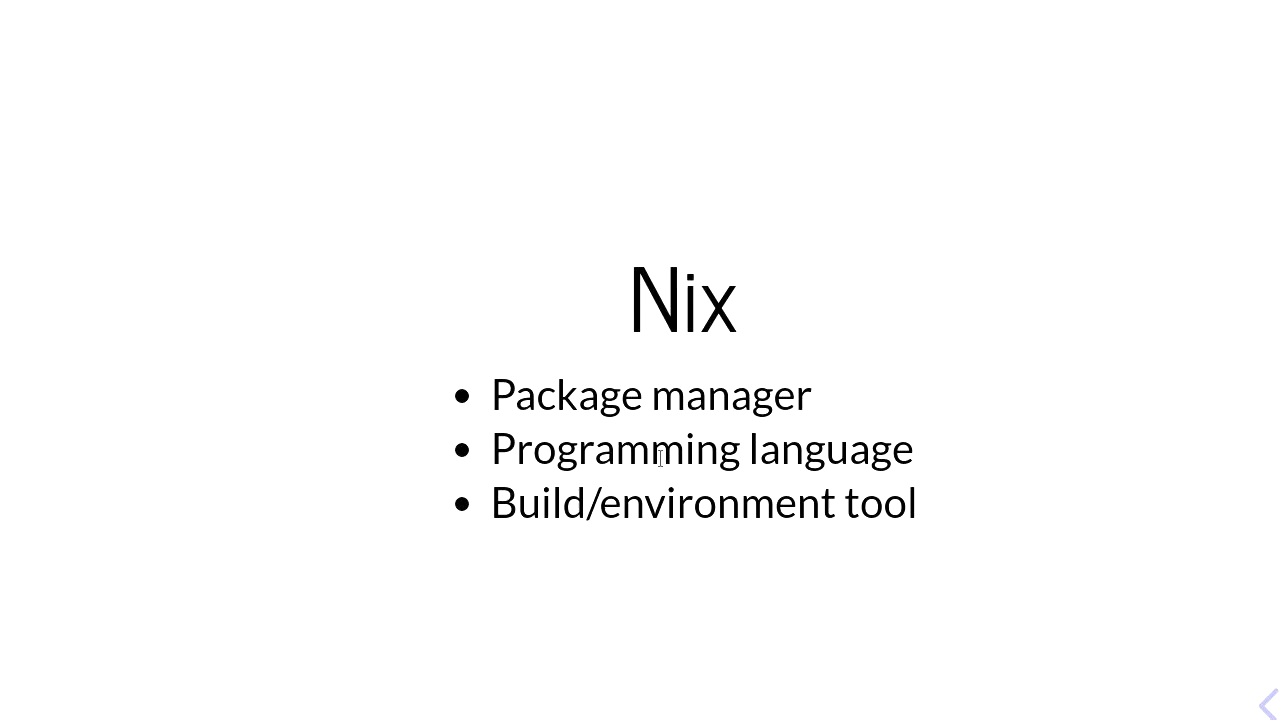 Nix
• Package manager
• Programming language
• Build/environment tool